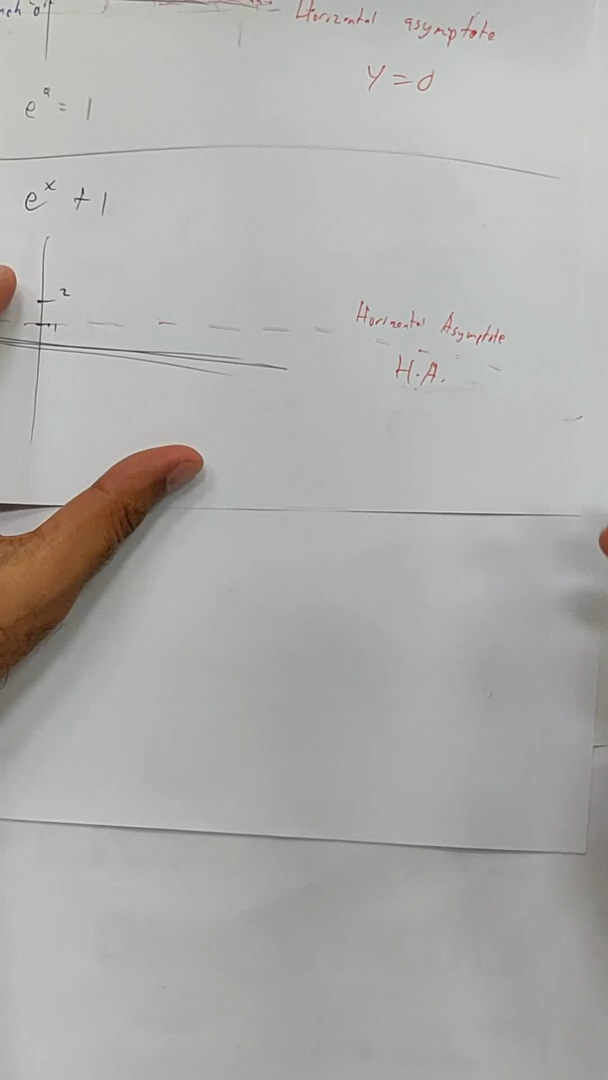 Horizontal asymptote
y = 0
e⁰ = 1
eˣ + 1
2
1
Horizontal Asymptote
H.A.